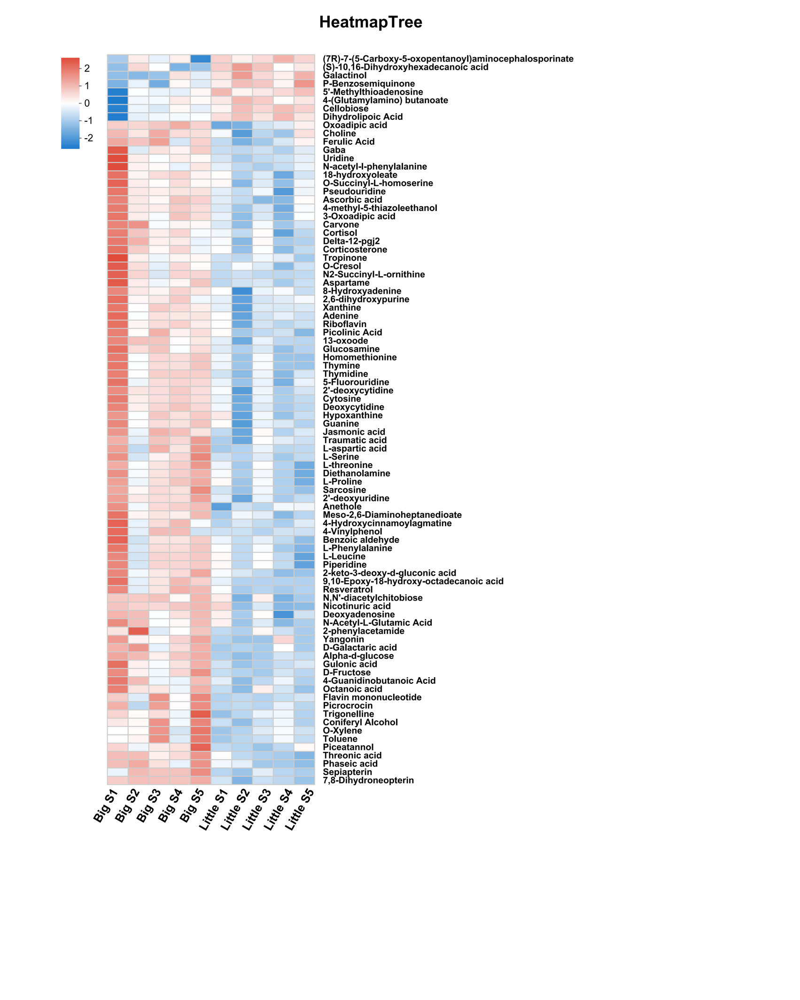 HeatmapTree
2
1
0
-1
-2
(7R)-7-(5-Carboxy-5-oxopentanoyl)aminocephalosporinate
(S)-10,16-Dihydroxyhexadecanoic acid
Galactinol
P-Benzosemiquinone
5'-Methylthioadenosine
4-(Glutamylamino) butanoate
Cellobiose
Dihydrolipoic Acid
Oxoadipic acid
Choline
Ferulic Acid
Gaba
Uridine
N-acetyl-l-phenylalanine
18-hydroxyoleate
O-Succinyl-L-homoserine
Pseudouridine
Ascorbic acid
4-methyl-5-thiazoleethanol
3-Oxoadipic acid
Carvone
Cortisol
Delta-12-pgj2
Corticosterone
Tropinone
O-Cresol
N2-Succinyl-L-ornithine
Aspartame
8-Hydroxyadenine
2,6-dihydroxypurine
Xanthine
Adenine
Riboflavin
Picolinic Acid
13-oxoode
Glucosamine
Homomethionine
Thymine
Thymidine
5-Fluorouridine
2'-deoxycytidine
Cytosine
Deoxycytidine
Hypoxanthine
Guanine
Jasmonic acid
Traumatic acid
L-aspartic acid
L-Serine
L-threonine
Diethanolamine
L-Proline
Sarcosine
2'-deoxyuridine
Anethole
Meso-2,6-Diaminoheptanedioate
4-Hydroxycinnamoylagmatine
4-Vinylphenol
Benzoic aldehyde
L-Phenylalanine
L-Leucine
Piperidine
2-keto-3-deoxy-d-gluconic acid
9,10-Epoxy-18-hydroxy-octadecanoic acid
Resveratrol
N,N'-diacetylchitobiose
Nicotinuric acid
Deoxyadenosine
N-Acetyl-L-Glutamic Acid
2-phenylacetamide
Yangonin
D-Galactaric acid
Alpha-d-glucose
Gulonic acid
D-Fructose
4-Guanidinobutanoic Acid
Octanoic acid
Flavin mononucleotide
Picrocrocin
Trigonelline
Coniferyl Alcohol
O-Xylene
Toluene
Piceatannol
Threonic acid
Phaseic acid
Sepiapterin
7,8-Dihydroneopterin
Big S1
Big S2
Big S3
Big S4
Big S5
Little S1
Little S2
Little S3
Little S4
Little S5